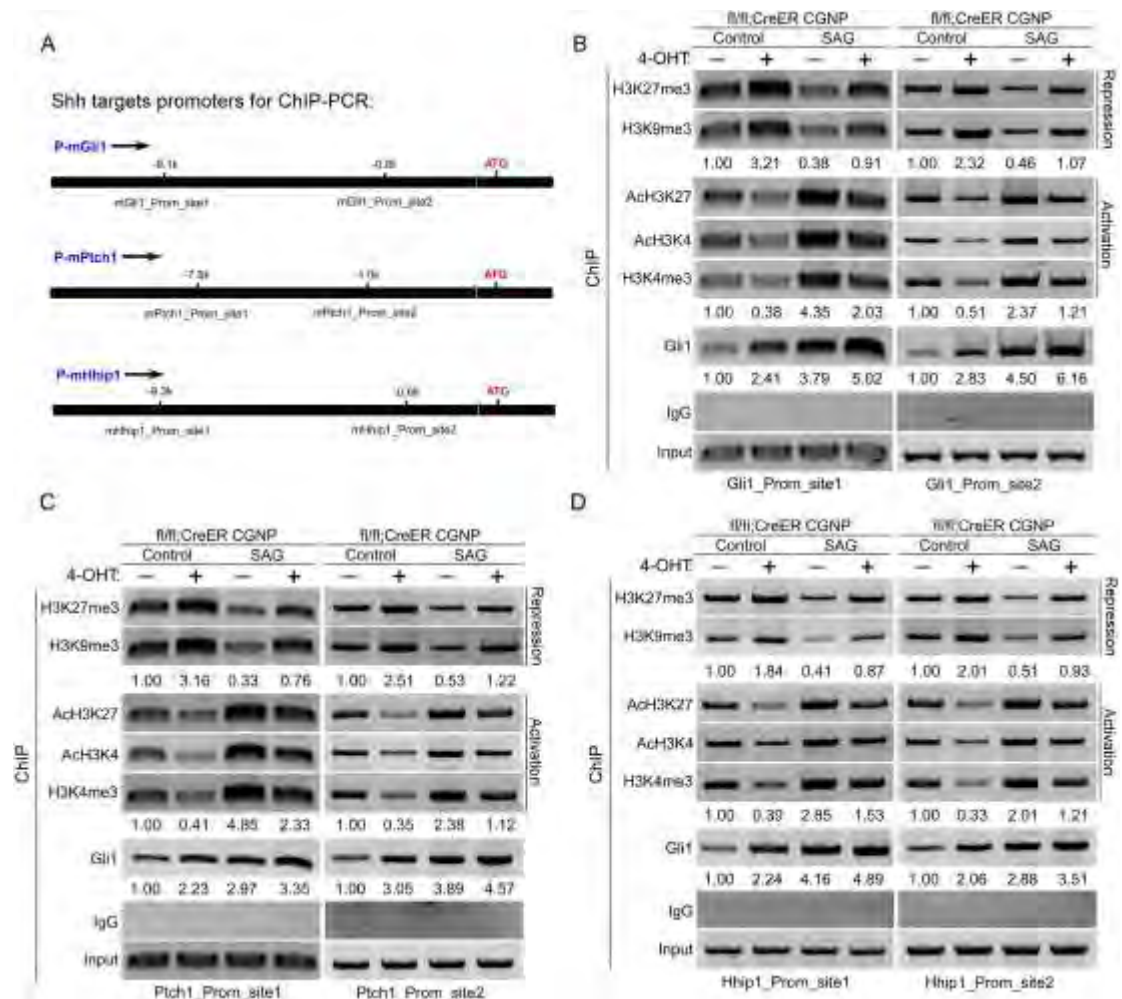 A
Shh targets promoters for ChIP-PCR:
P-mGli1
ATG
mGli1_Prom_site1 mGli1_Prom_site2
P-mPtch1
ATG
mPtch1_Prom_site1 mPtch1_Prom_site2
P-mHhip1
ATG
mHhip1_Prom_site1 mHhip1_Prom_site2
B
fl/fl;CreER CGNP fl/fl;CreER CGNP
Control SAG Control SAG
4-OHT: − + − + − + − +
ChIP
H3K27me3
H3K9me3
Repression
1.00 3.21 0.38 0.91 1.00 2.32 0.46 1.07
AcH3K27
AcH3K4
H3K4me3
Activation
1.00 0.38 4.35 2.03 1.00 0.51 2.37 1.21
Gli1
1.00 2.41 3.79 5.02 1.00 2.83 4.50 6.16
IgG
Input
Gli1_Prom_site1 Gli1_Prom_site2
C
fl/fl;CreER CGNP fl/fl;CreER CGNP
Control SAG Control SAG
4-OHT: − + − + − + − +
ChIP
H3K27me3
H3K9me3
Repression
1.00 3.16 0.33 0.76 1.00 2.51 0.53 1.22
AcH3K27
AcH3K4
H3K4me3
Activation
1.00 0.41 4.85 2.33 1.00 0.35 2.38 1.12
Gli1
1.00 2.23 2.97 3.35 1.00 3.05 3.89 4.57
IgG
Input
Ptch1_Prom_site1 Ptch1_Prom_site2
D
fl/fl;CreER CGNP fl/fl;CreER CGNP
Control SAG Control SAG
4-OHT: − + − + − + − +
ChIP
H3K27me3
H3K9me3
Repression
1.00 1.84 0.41 0.87 1.00 2.01 0.51 0.93
AcH3K27
AcH3K4
H3K4me3
Activation
1.00 0.39 2.85 1.53 1.00 0.33 2.01 1.21
Gli1
1.00 2.24 4.16 4.89 1.00 2.06 2.88 3.51
IgG
Input
Hhip1_Prom_site1 Hhip1_Prom_site2